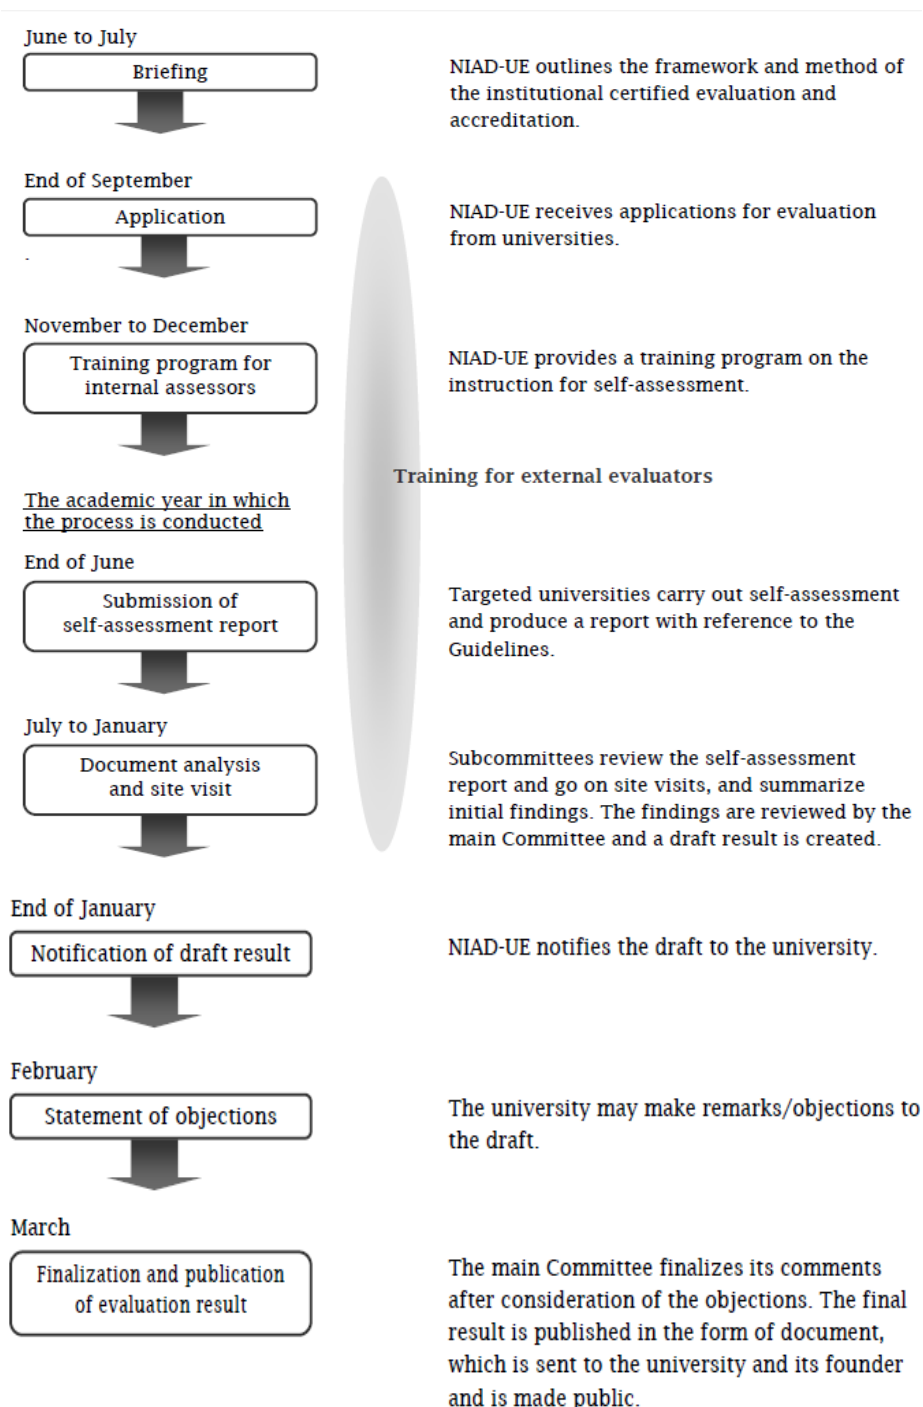 June to July
Briefing
NIAD-UE outlines the framework and method of
the institutional certified evaluation and
accreditation.
End of September
Application
.
NIAD-UE receives applications for evaluation
from universities.
November to December
Training program for
internal assessors
NIAD-UE provides a training program on the
instruction for self-assessment.
Training for external evaluators
The academic year in which
the process is conducted
End of June
Submission of
self-assessment report
Targeted universities carry out self-assessment
and produce a report with reference to the
Guidelines.
July to January
Document analysis
and site visit
Subcommittees review the self-assessment
report and go on site visits, and summarize
initial findings. The findings are reviewed by the
main Committee and a draft result is created.
End of January
Notification of draft result
NIAD-UE notifies the draft to the university.
February
Statement of objections
The university may make remarks/objections to
the draft.
March
Finalization and publication
of evaluation result
The main Committee finalizes its comments
after consideration of the objections. The final
result is published in the form of document,
which is sent to the university and its founder
and is made public.